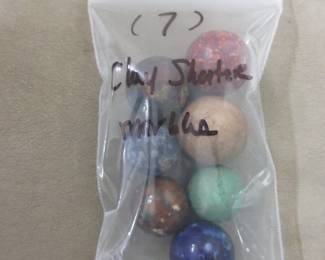 (7)
Clay Shooter
marbles